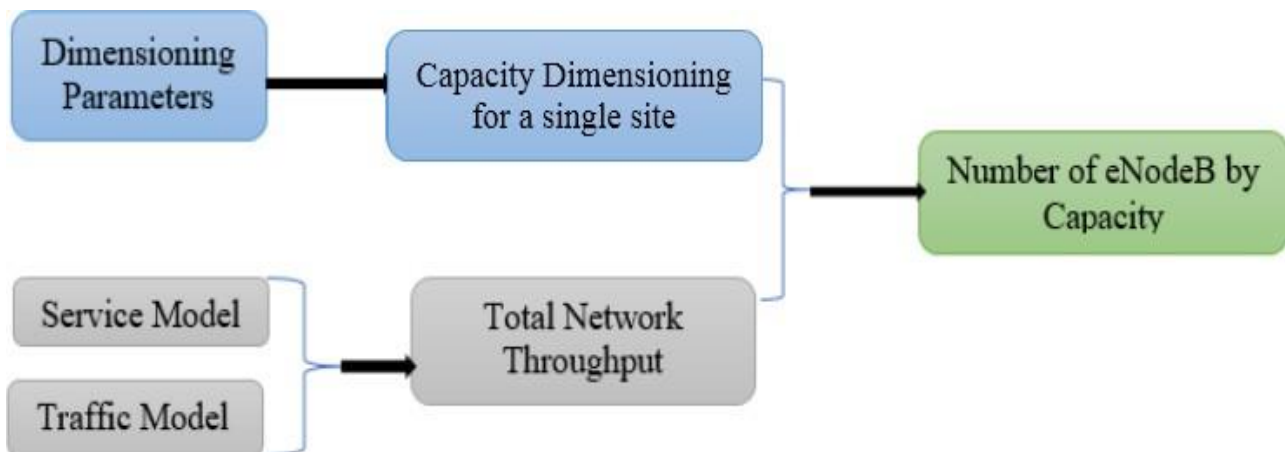 Dimensioning
Parameters
Capacity Dimensioning
for a single site
Number of eNodeB by
Capacity
Service Model
Total Network
Throughput
Traffic Model